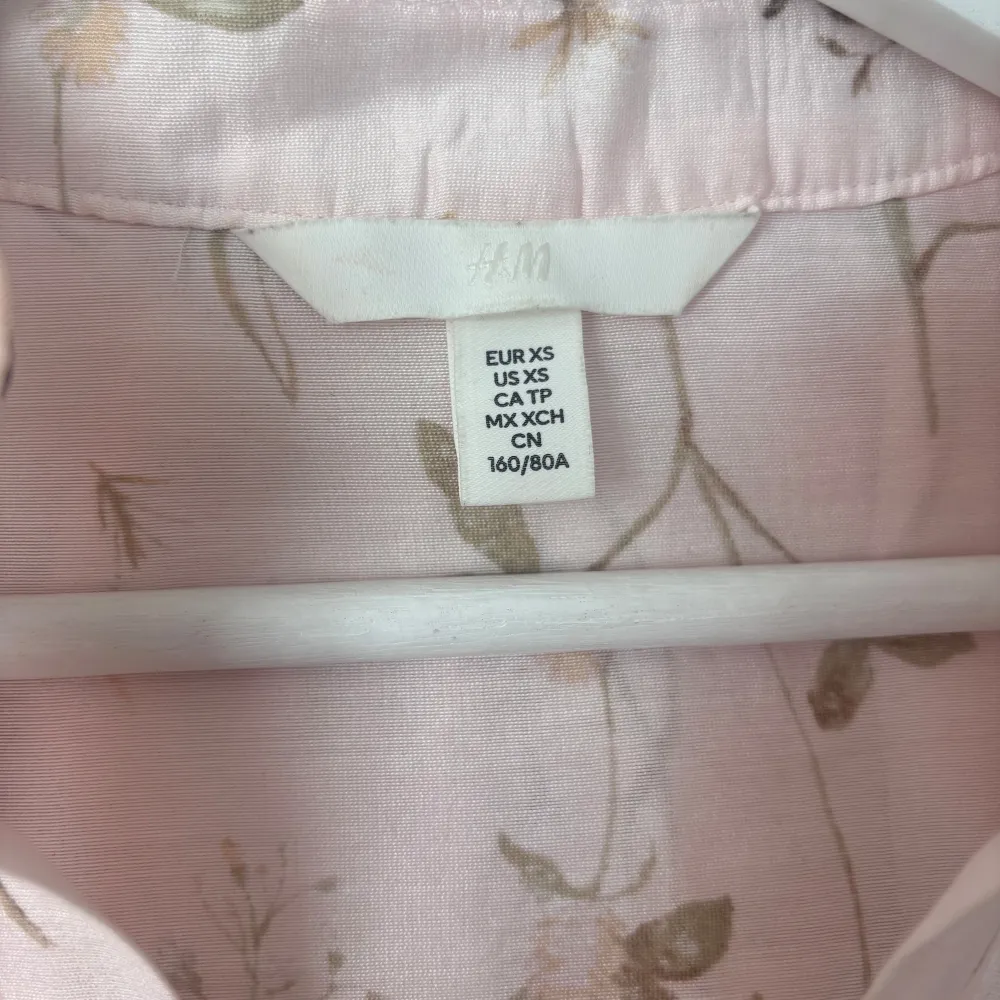 H&M
EUR XS
US XS
CA TP
MX XCH
CN
160/80A